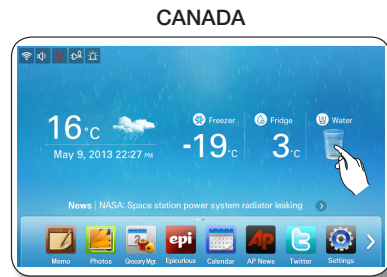 CANADA
Freezer
Fridge
Water
16°C
-19°C
3°C
May 9, 2013 22:27 PM
News | NASA: Space station power system radiator leaking
2
epi
AP
Memo
Photos
Grocery Mgr.
Epicurious
Calendar
AP News
Twitter
Settings